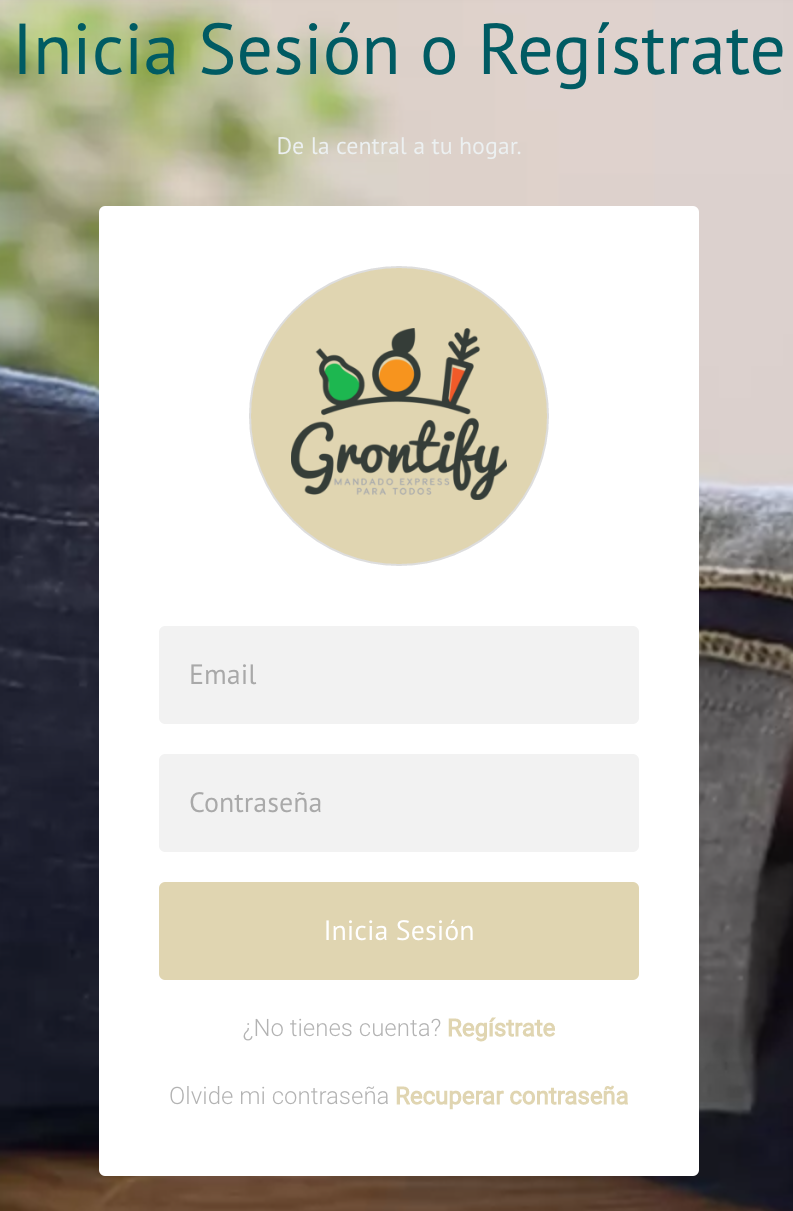 Inicia Sesión o Regístrate
De la central a tu hogar.
Grontify
MANDADO EXPRESS
PARA TODOS
Email
Contraseña
Inicia Sesión
¿No tienes cuenta? Regístrate
Olvide mi contraseña Recuperar contraseña